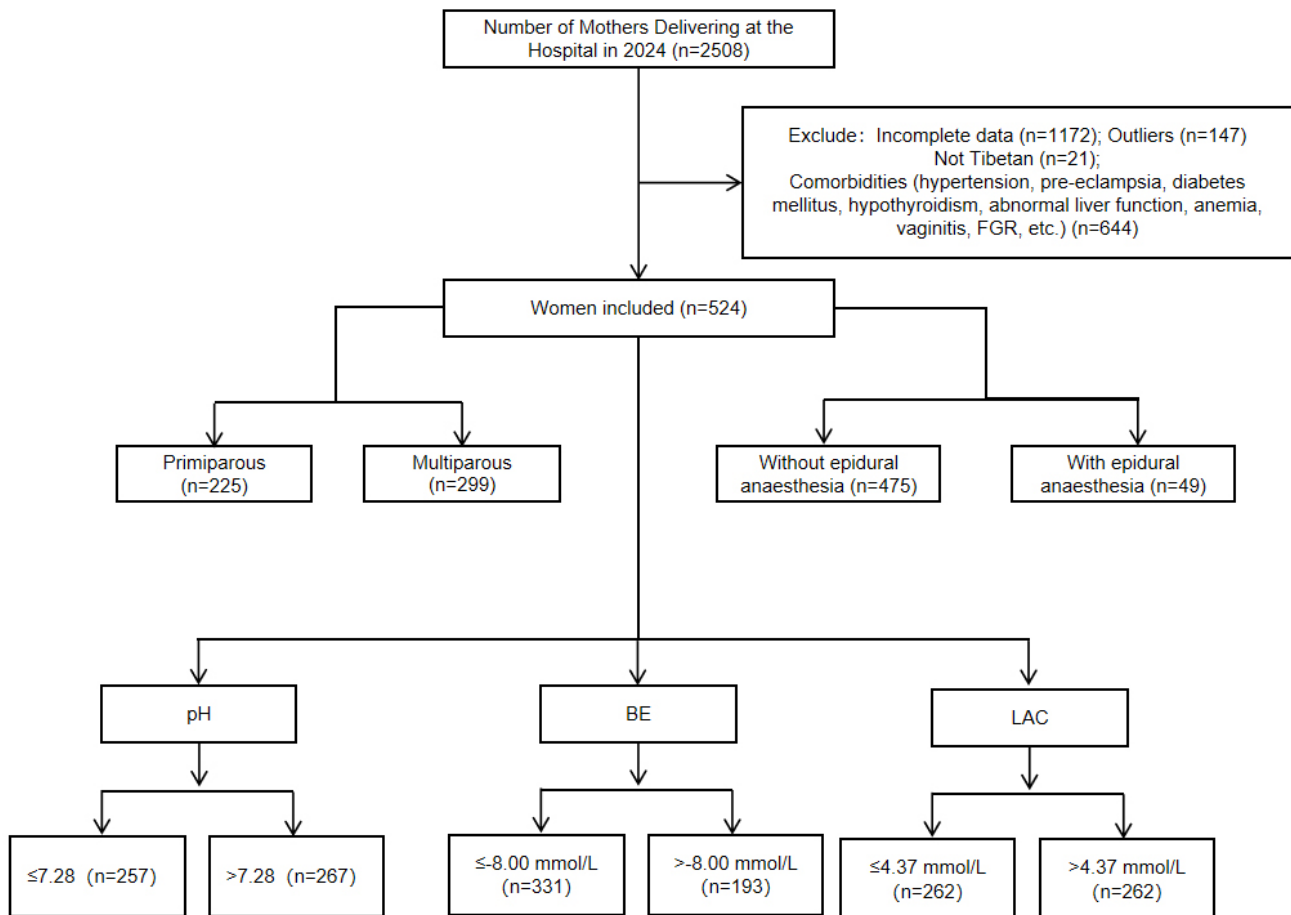 Number of Mothers Delivering at the
Hospital in 2024 (n=2508)
Exclude: Incomplete data (n=1172); Outliers (n=147)
Not Tibetan (n=21);
Comorbidities (hypertension, pre-eclampsia, diabetes
mellitus, hypothyroidism, abnormal liver function, anemia,
vaginitis, FGR, etc.) (n=644)
Women included (n=524)
Primiparous
(n=225)
Multiparous
(n=299)
Without epidural
anaesthesia (n=475)
With epidural
anaesthesia (n=49)
pH
BE
LAC
≤7.28 (n=257)
>7.28 (n=267)
≤-8.00 mmol/L
(n=331)
>-8.00 mmol/L
(n=193)
≤4.37 mmol/L
(n=262)
>4.37 mmol/L
(n=262)